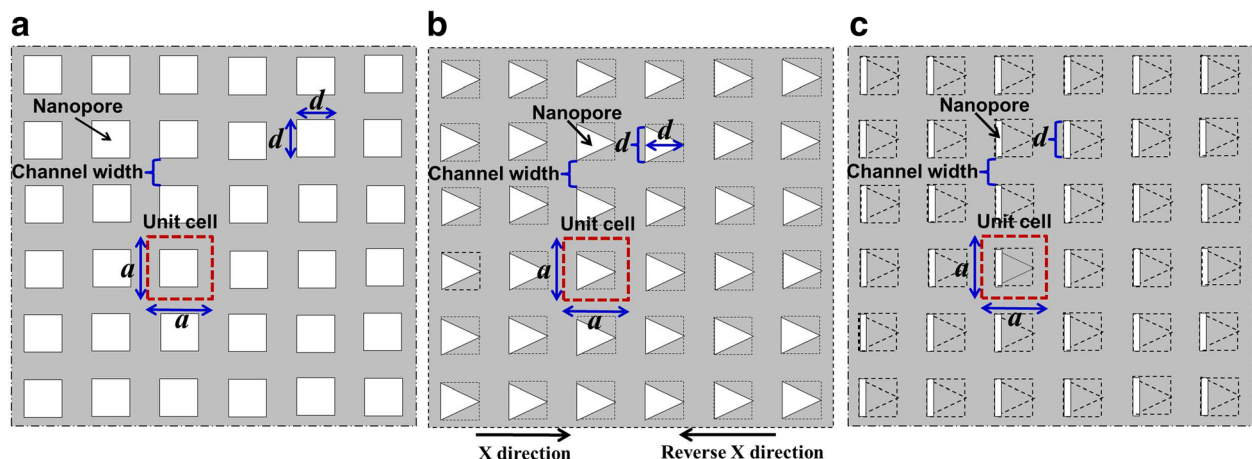 a
Nanopore
d
d
Channel width
Unit cell
a
a
b
Nanopore
d
d
Channel width
Unit cell
a
a
X direction
Reverse X direction
c
Nanopore
d
Channel width
Unit cell
a
a